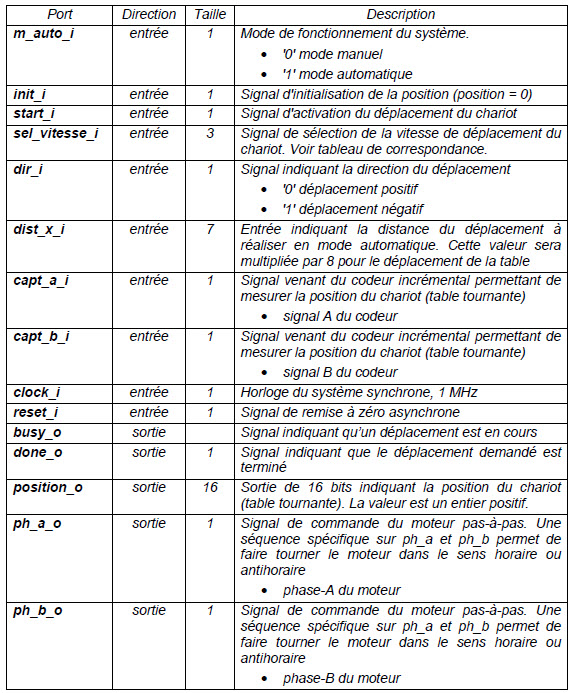 Port Direction Taille Description
m_auto_i entrée 1 Mode de fonctionnement du système.
• '0' mode manuel
• '1' mode automatique
init_i entrée 1 Signal d'initialisation de la position (position = 0)
start_i entrée 1 Signal d'activation du déplacement du chariot
sel_vitesse_i entrée 3 Signal de sélection de la vitesse de déplacement du
chariot. Voir tableau de correspondance.
dir_i entrée 1 Signal indiquant la direction du déplacement
• '0' déplacement positif
• '1' déplacement négatif
dist_x_i entrée 7 Entrée indiquant la distance du déplacement à
réaliser en mode automatique. Cette valeur sera
multipliée par 8 pour le déplacement de la table
capt_a_i entrée 1 Signal venant du codeur incrémental permettant de
mesurer la position du chariot (table tournante)
• signal A du codeur
capt_b_i entrée 1 Signal venant du codeur incrémental permettant de
mesurer la position du chariot (table tournante)
• signal B du codeur
clock_i entrée 1 Horloge du système synchrone, 1 MHz
reset_i entrée 1 Signal de remise à zéro asynchrone
busy_o sortie Signal indiquant qu'un déplacement est en cours
done_o sortie 1 Signal indiquant que le déplacement demandé est
terminé
position_o sortie 16 Sortie de 16 bits indiquant la position du chariot
(table tournante). La valeur est un entier positif.
ph_a_o sortie 1 Signal de commande du moteur pas-à-pas. Une
séquence spécifique sur ph_a et ph_b permet de
faire tourner le moteur dans le sens horaire ou
antihoraire
• phase-A du moteur
ph_b_o sortie 1 Signal de commande du moteur pas-à-pas. Une
séquence spécifique sur ph_a et ph_b permet de
faire tourner le moteur dans le sens horaire ou
antihoraire
• phase-B du moteur